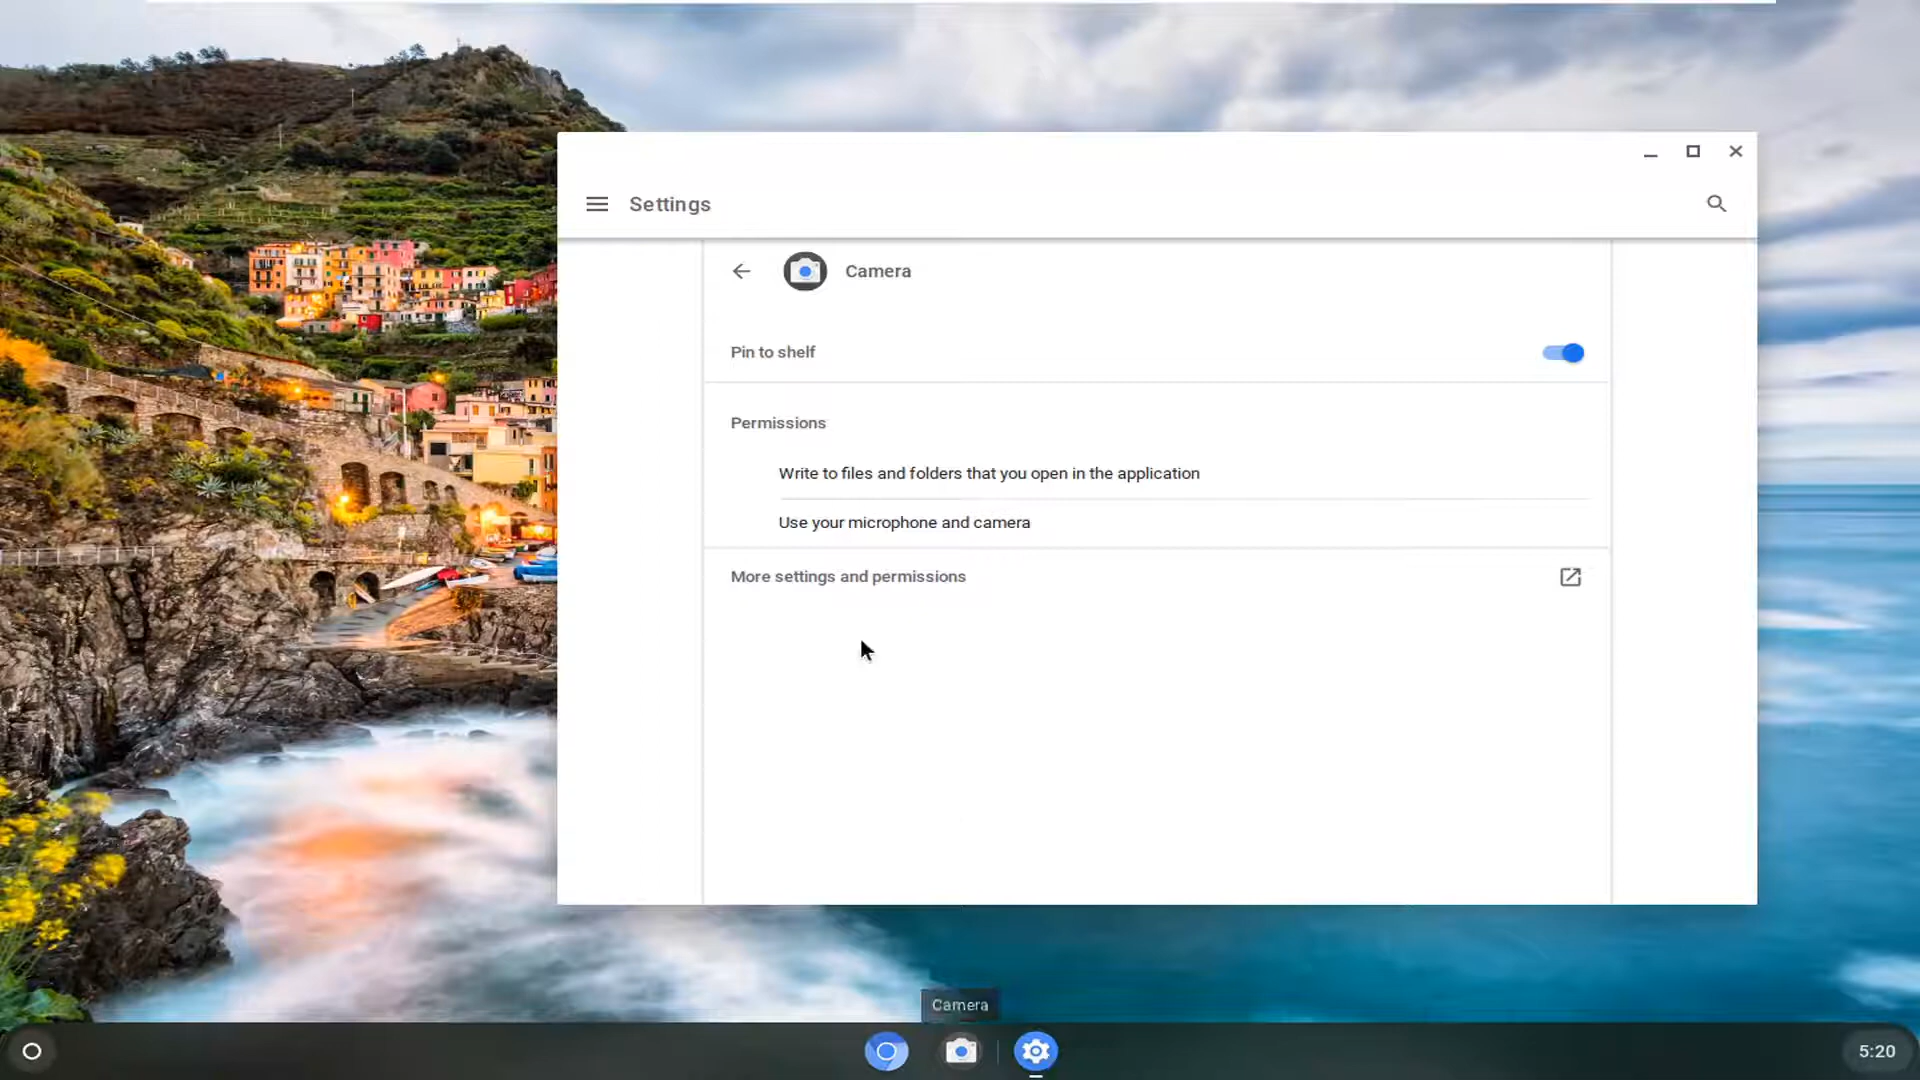 Settings
Camera
Pin to shelf
Permissions
Write to files and folders that you open in the application
Use your microphone and camera
More settings and permissions
Camera
5:20